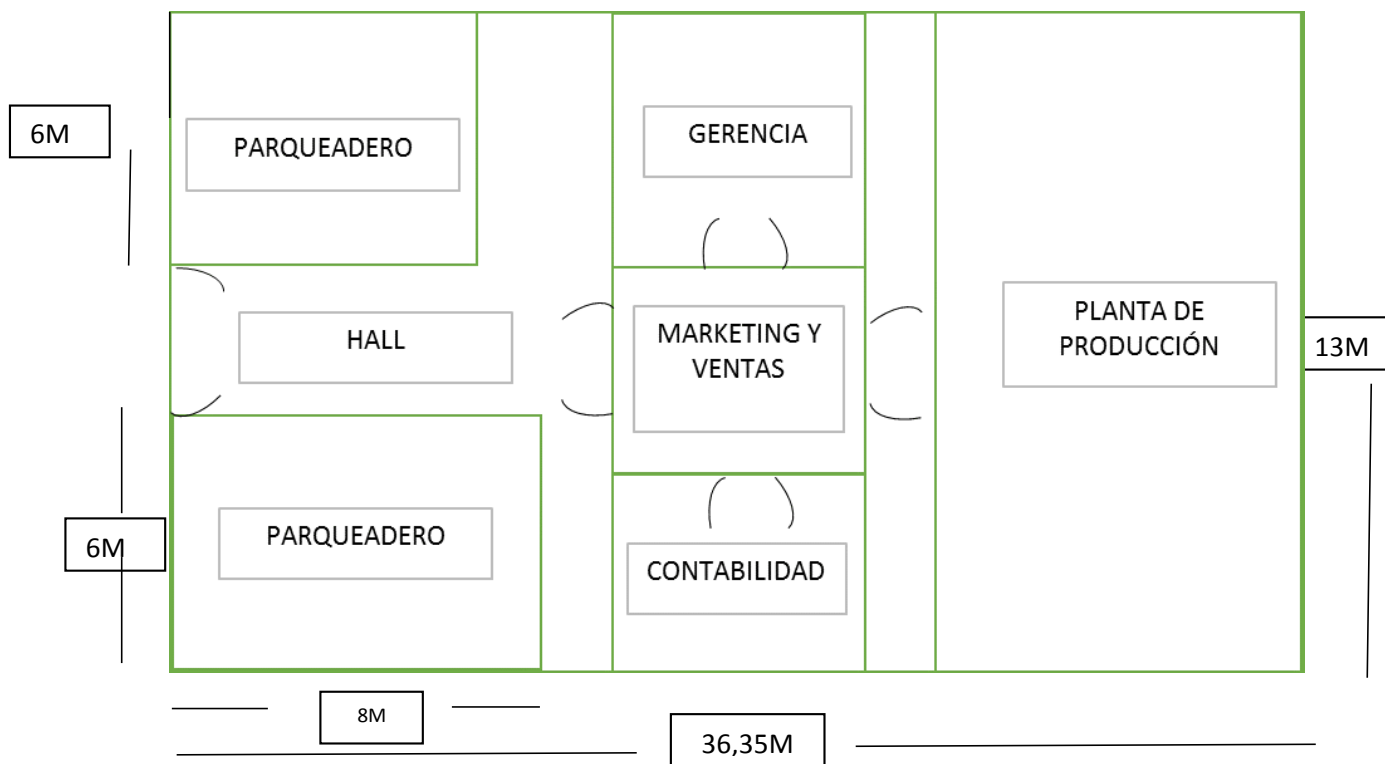 6M
PARQUEADERO
GERENCIA
HALL
MARKETING Y
VENTAS
PLANTA DE
PRODUCCIÓN
13M
6M
PARQUEADERO
CONTABILIDAD
8M
36,35M